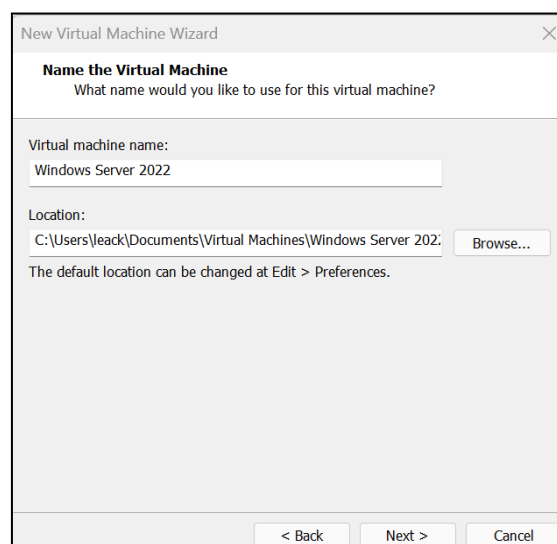 New Virtual Machine Wizard
Name the Virtual Machine
What name would you like to use for this virtual machine?
Virtual machine name:
Windows Server 2022
Location:
C:\Users\leack\Documents\Virtual Machines\Windows Server 202
Browse...
The default location can be changed at Edit > Preferences.
< Back
Next >
Cancel